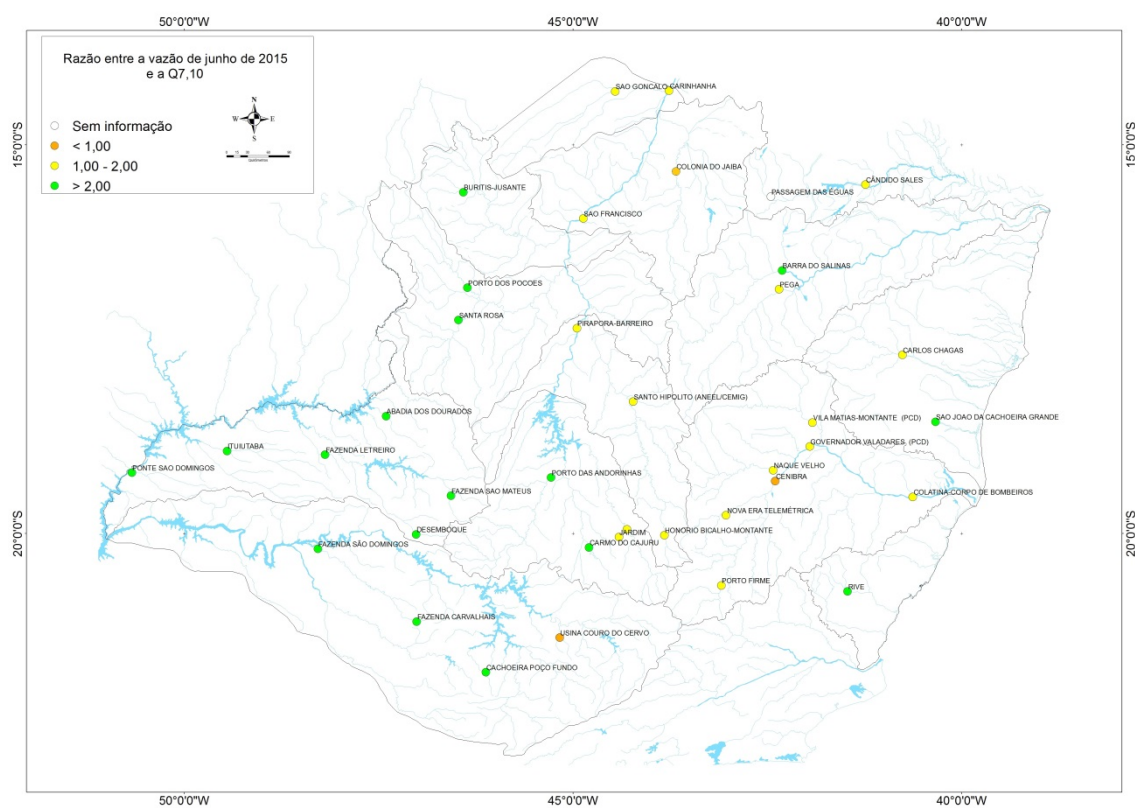 50°0'0"W
45°0'0"W
40°0'0"W
Razão entre a vazão de junho de 2015
e a Q7,10
N
W
E
S
Sem informação
< 1,00
1,00 - 2,00
> 2,00
15°0'0"S
15°0'0"S
SAO GONCALO
CARINHANHA
COLONIA DO JAIBA
CÂNDIDO SALES
PASSAGEM DAS ÉGUAS
BURITIS-JUSANTE
SAO FRANCISCO
BARRA DO SALINAS
PEGA
PORTO DOS POCOES
SANTA ROSA
PIRAPORA-BARREIRO
CARLOS CHAGAS
SANTO HIPOLITO (ANEEL/CEMIG)
ABADIA DOS DOURADOS
VILA MATIAS-MONTANTE (PCD)
SAO JOAO DA CACHOEIRA GRANDE
ITUIUTABA
FAZENDA LETREIRO
GOVERNADOR VALADARES (PCD)
PONTE SAO DOMINGOS
PORTO DAS ANDORINHAS
NAQUE VELHO
CENIBRA
FAZENDA SAO MATEUS
COLATINA-CORPO DE BOMBEIROS
NOVA ERA TELEMÉTRICA
20°0'0"S
20°0'0"S
DESEMBOQUE
JARDIM
HONÓRIO BICALHO-MONTANTE
FAZENDA SÃO DOMINGOS
CARMO DO CAJURU
PORTO FIRME
RIVE
FAZENDA CARVALHAIS
USINA COURO DO CERVO
CACHOEIRA POÇO FUNDO
50°0'0"W
45°0'0"W
40°0'0"W